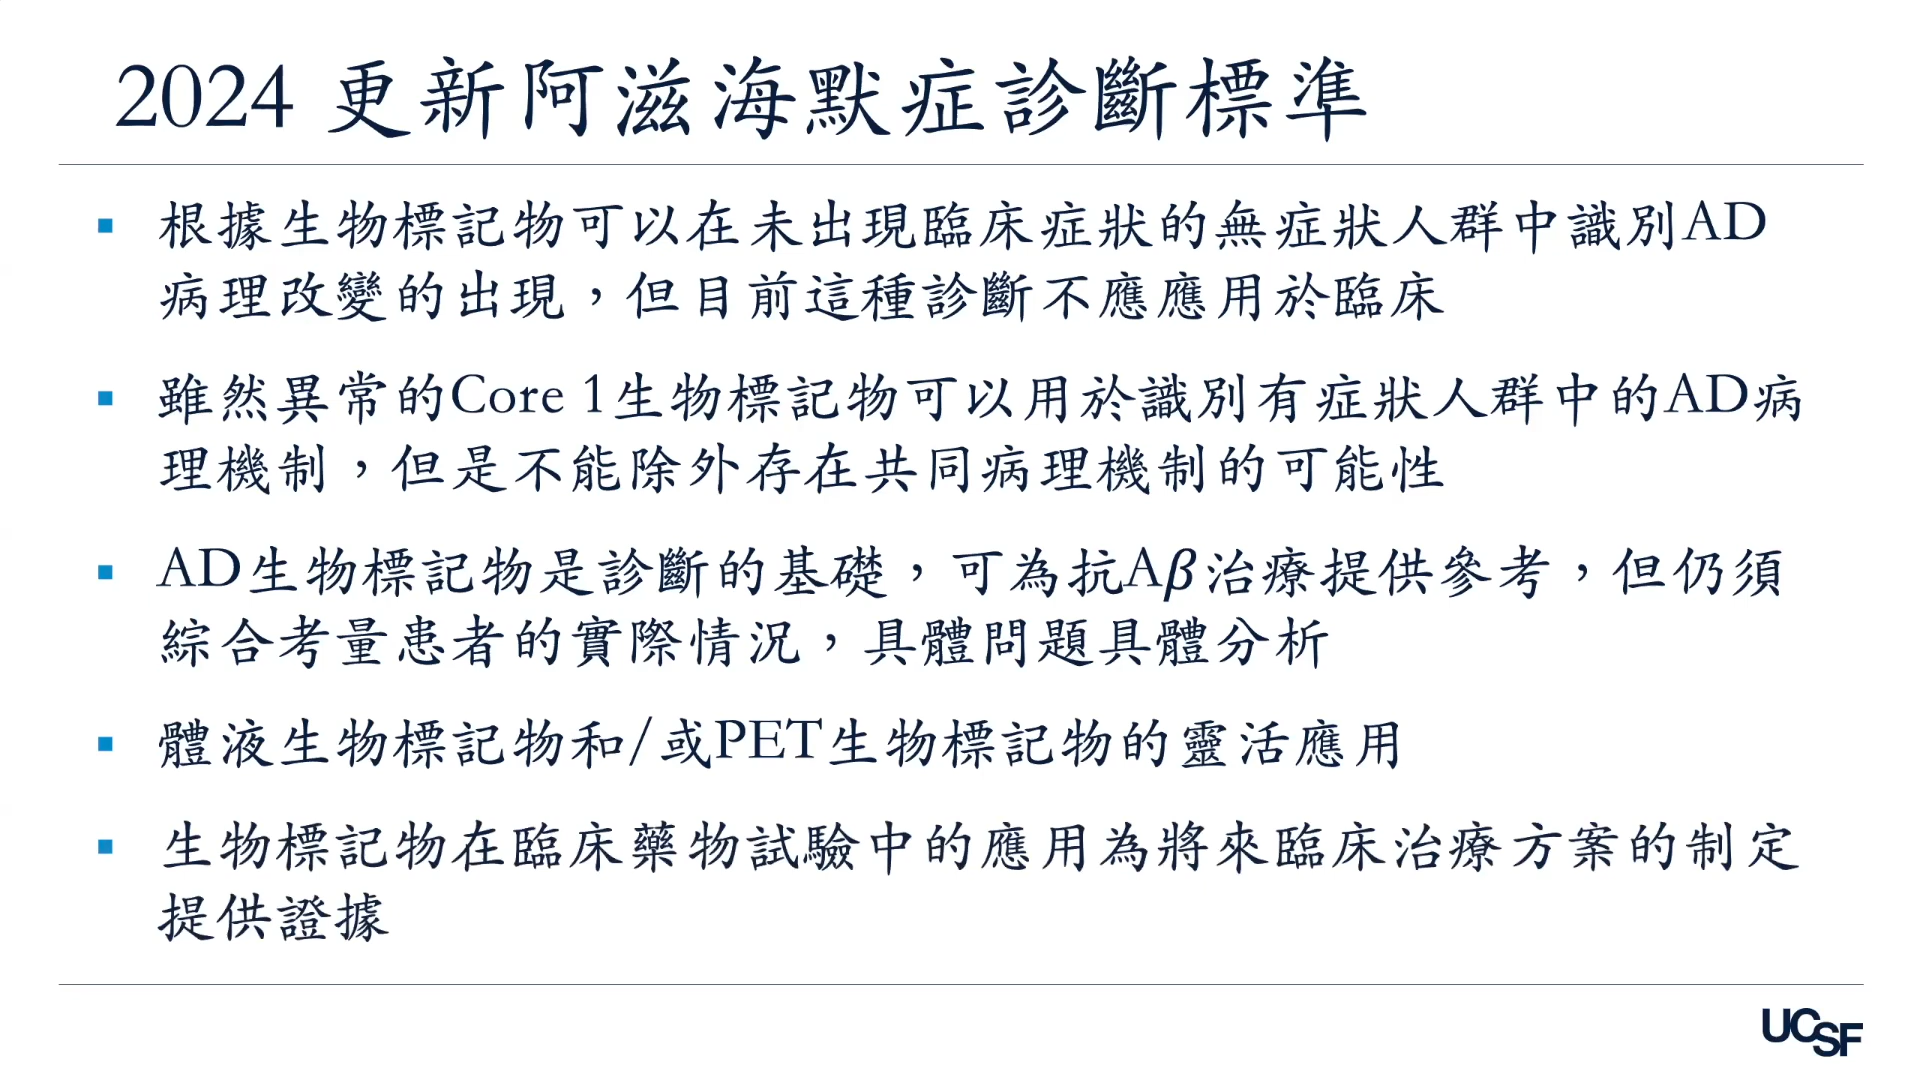 2024 更新阿滋海默症診斷標準
根據生物標記物可以在未出現臨床症狀的無症狀人群中識別AD
病理改變的出現，但目前這種診斷不應應用於臨床
雖然異常的Core 1生物標記物可以用於識別有症狀人群中的AD病
理機制，但是不能除外存在共同病理機制的可能性
AD生物標記物是診斷的基礎，可為抗Aβ治療提供參考，但仍須
綜合考量患者的實際情況，具體問題具體分析
體液生物標記物和/或PET生物標記物的靈活應用
生物標記物在臨床藥物試驗中的應用為將來臨床治療方案的制定
提供證據
UCSF